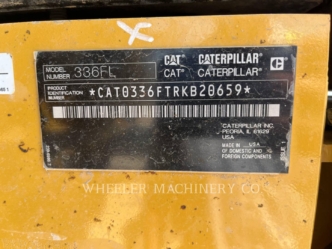 MODEL NUMBER 336FL CAT CATERPILLAR
CAT CATERPILLAR
PRODUCT IDENTIFICATION NUMBER
*CAT0336FTRKB20659*
CATERPILLAR INC.
PEORIA, IL 61629
USA
MADE IN USA
OF DOMESTIC AND
FOREIGN COMPONENTS
WHEELER MACHINERY CO